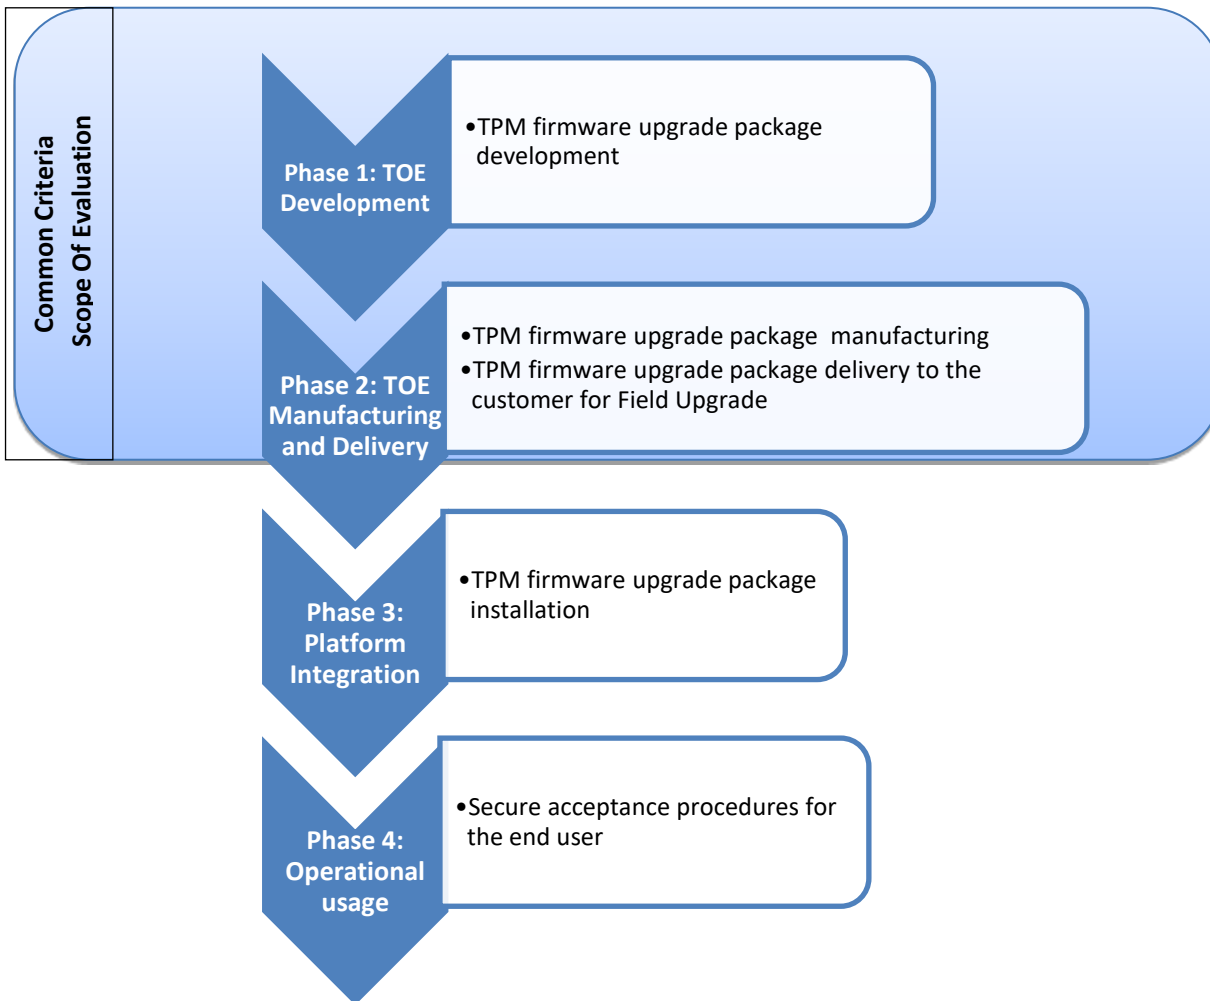 Common Criteria
Scope Of Evaluation
Phase 1: TOE
Development
•TPM firmware upgrade package
development
Phase 2: TOE
Manufacturing
and Delivery
•TPM firmware upgrade package  manufacturing
•TPM firmware upgrade package delivery to the
customer for Field Upgrade
Phase 3:
Platform
Integration
•TPM firmware upgrade package
installation
Phase 4:
Operational
usage
•Secure acceptance procedures for
the end user